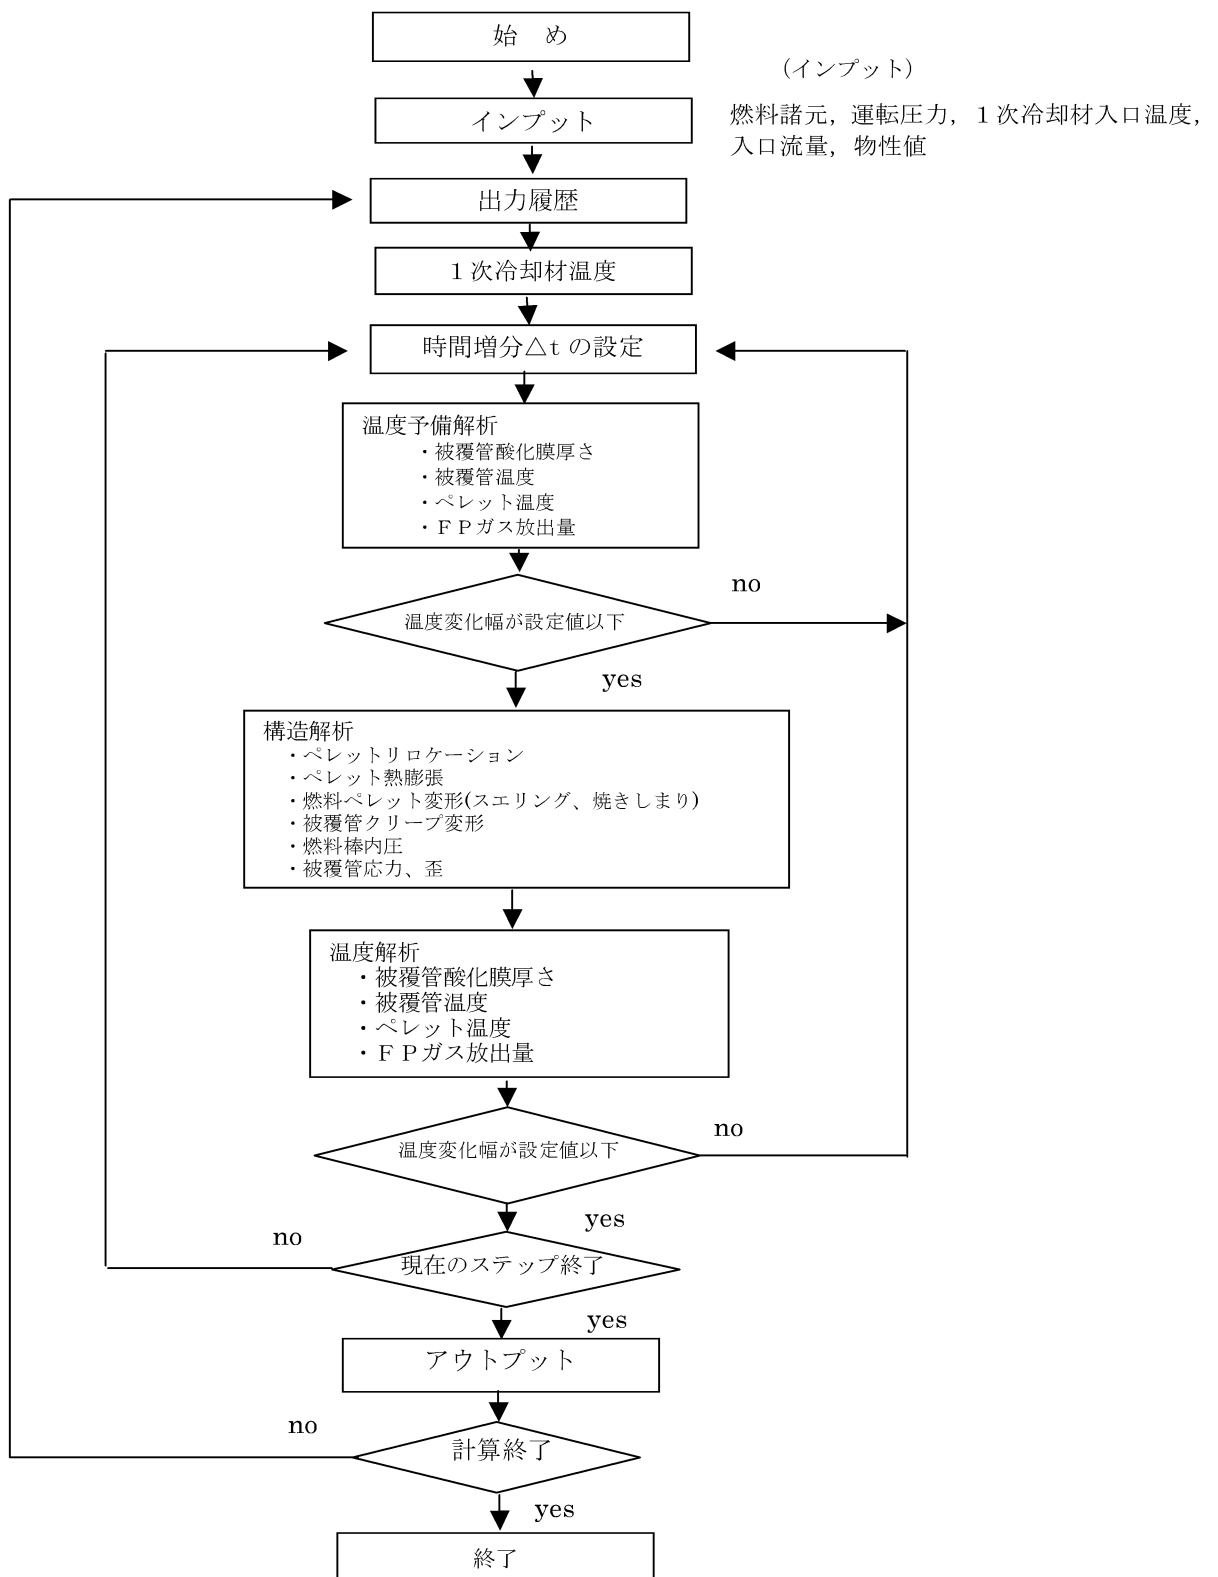 始　め
（インプット）
インプット
燃料諸元，運転圧力，１次冷却材入口温度，
入口流量，物性値
出力履歴
１次冷却材温度
時間増分△t の設定
温度予備解析
・被覆管酸化膜厚さ
・被覆管温度
・ペレット温度
・ＦＰガス放出量
no
温度変化幅が設定値以下
yes
構造解析
・ペレットリロケーション
・ペレット熱膨張
・燃料ペレット変形(スエリング、焼きしまり)
・被覆管クリープ変形
・燃料棒内圧
・被覆管応力、歪
温度解析
・被覆管酸化膜厚さ
・被覆管温度
・ペレット温度
・ＦＰガス放出量
no
温度変化幅が設定値以下
yes
no
現在のステップ終了
yes
アウトプット
no
計算終了
yes
終了